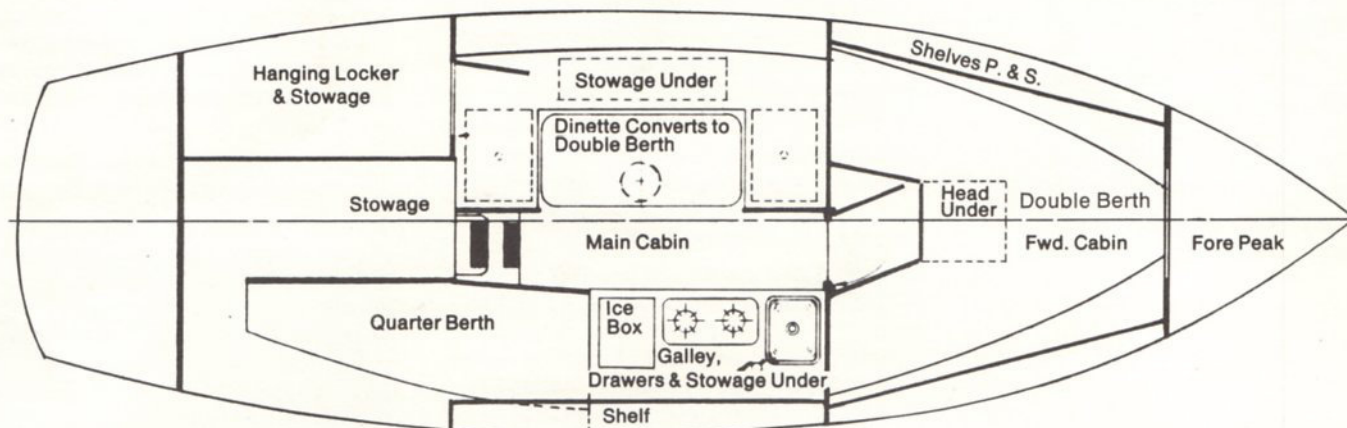 Hanging Locker
& Stowage
Stowage Under
Shelves P. & S.
Dinette Converts to
Double Berth
Stowage
Main Cabin
Head
Under
Double Berth
Fwd. Cabin
Fore Peak
Quarter Berth
Ice
Box
Galley,
Drawers & Stowage Under
Shelf